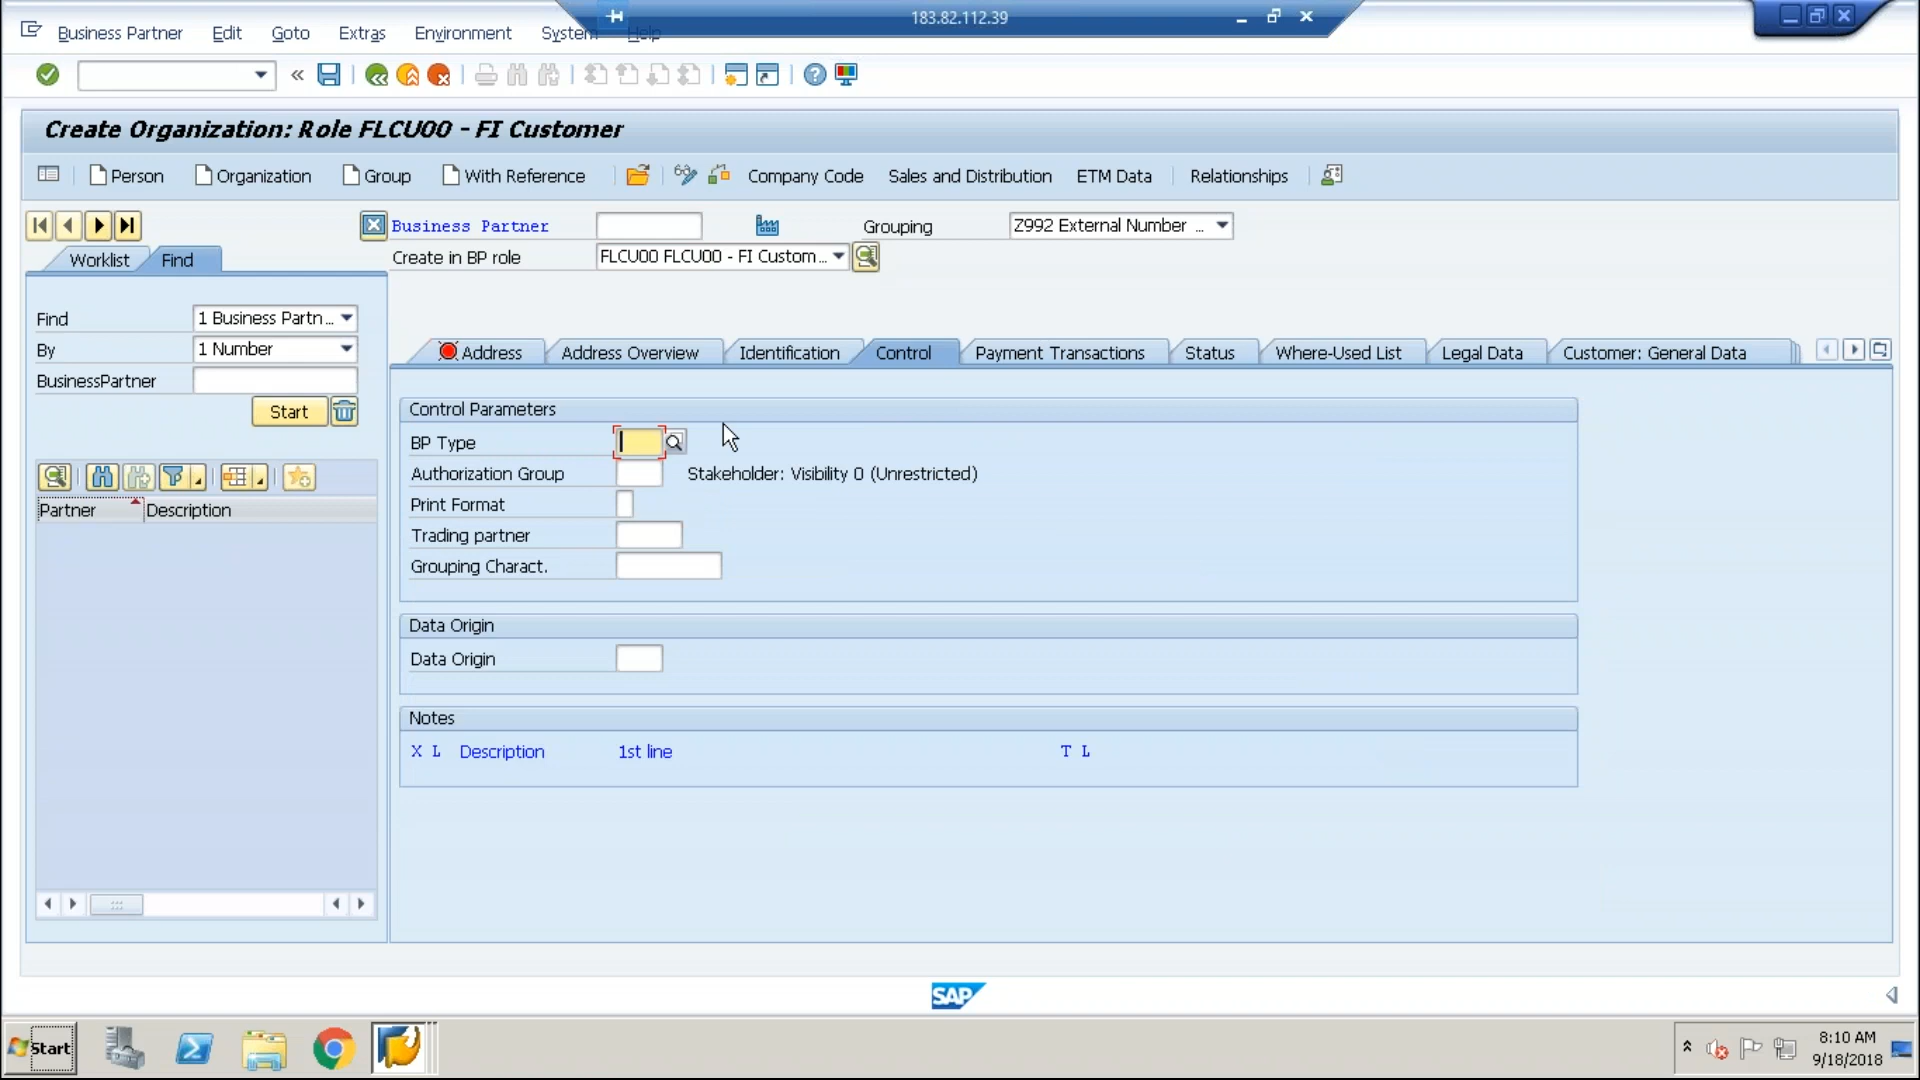 183.82.112.39
Business Partner Edit Goto Extras Environment System Help
Create Organization: Role FLCU00 - FI Customer
Person Organization Group With Reference Company Code Sales and Distribution ETM Data Relationships
Business Partner Grouping Z992 External Number ...
Worklist Find
Create in BP role FLCU00 FLCU00 - FI Custom...
Find 1 Business Partn...
By 1 Number
BusinessPartner
Start
Address Address Overview Identification Control Payment Transactions Status Where-Used List Legal Data Customer: General Data
Control Parameters
BP Type
Authorization Group Stakeholder: Visibility 0 (Unrestricted)
Print Format
Trading partner
Grouping Charact.
Partner Description
Data Origin
Data Origin
Notes
X L Description 1st line T L
SAP
Start
8:10 AM
9/18/2018